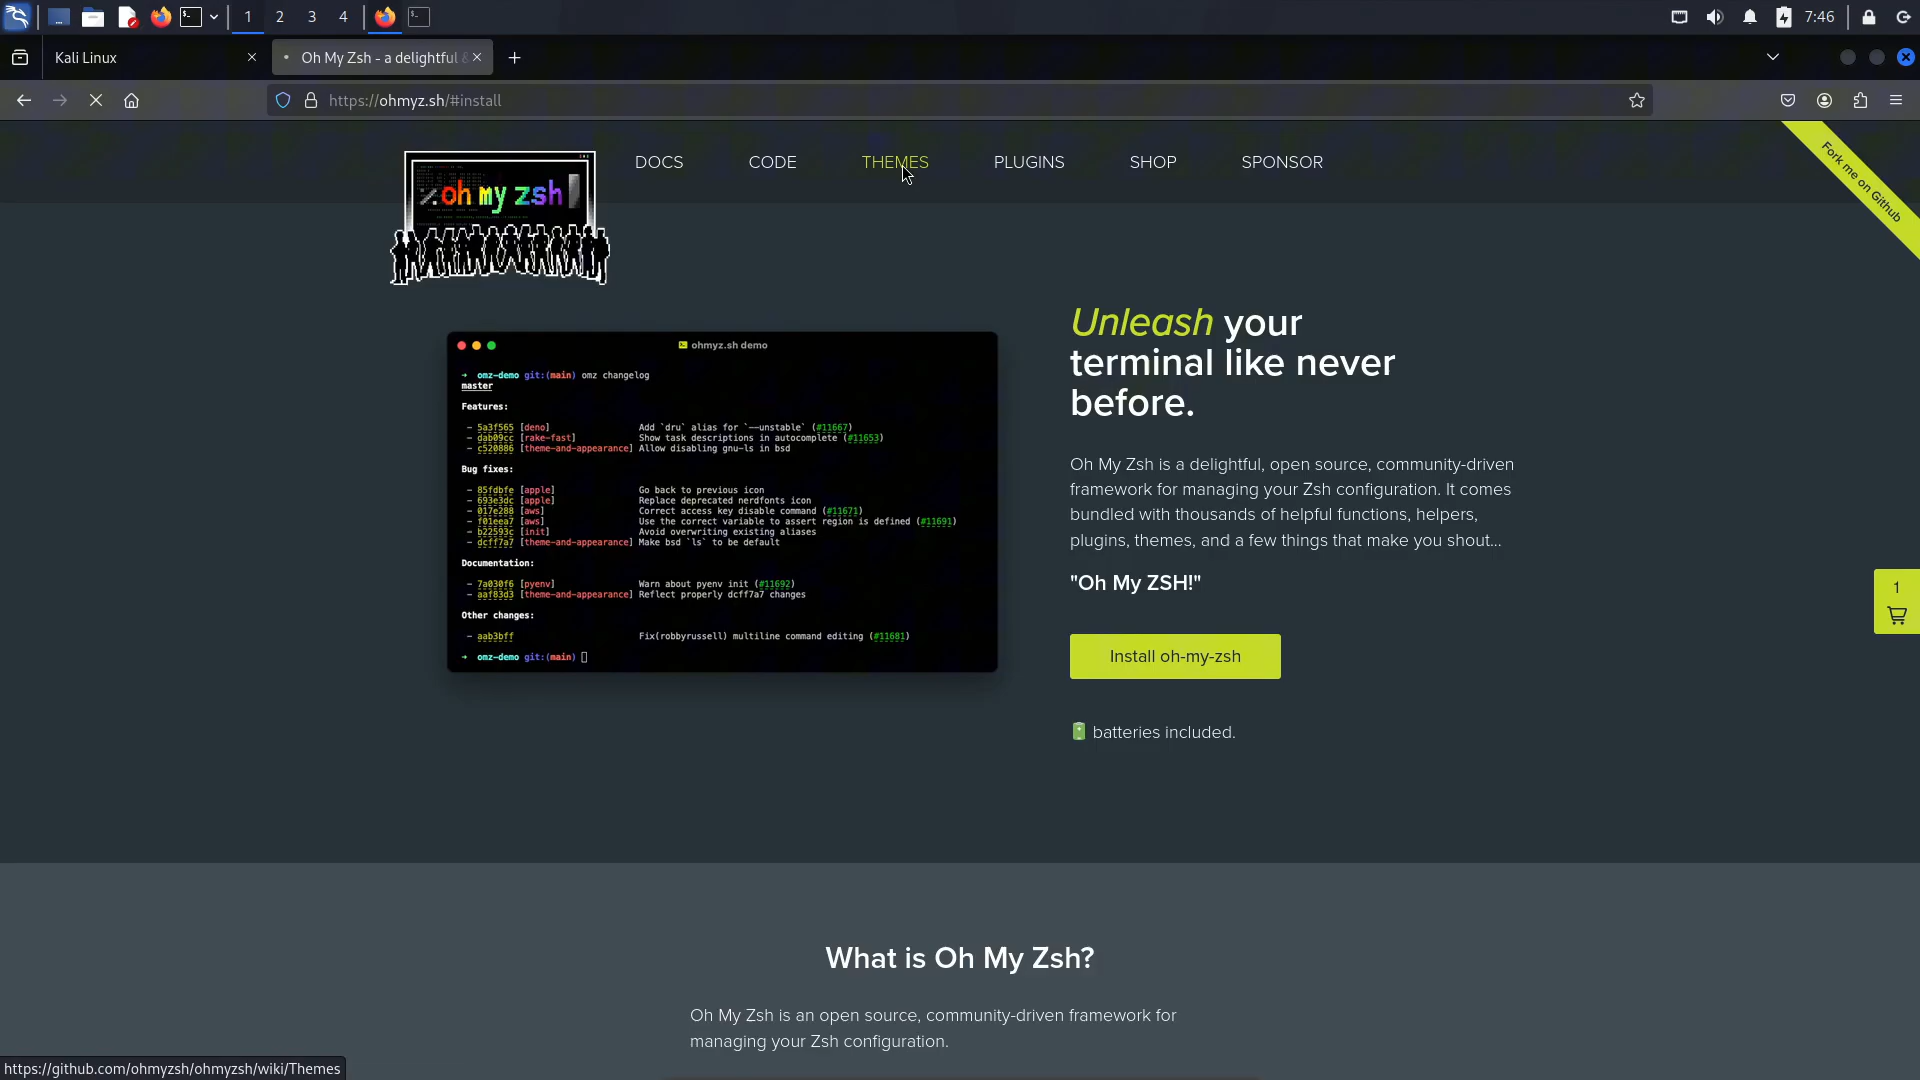 1
2
3
4
7:46
Kali Linux
Oh My Zsh - a delightful
https://ohmyz.sh/#install
oh my zsh
DOCS
CODE
THEMES
PLUGINS
SHOP
SPONSOR
Fork me on Github
ohmyz.sh demo
➜ omz-demo git:(main) omz changelog
master
Features:
- 5a3f565 [deno] Add `dru` alias for `--unstable` (#11667)
- dab09cc [rake-fast] Show task descriptions in autocomplete (#11653)
- c520886 [theme-and-appearance] Allow disabling gnu-ls in bsd
Bug fixes:
- 85fdbfe [apple] Go back to previous icon
- 693e3dc [apple] Replace deprecated nerdfonts icon
- 017e288 [aws] Correct access key disable command (#11671)
- f01eea7 [aws] Use the correct variable to assert region is defined (#11691)
- b22593c [init] Avoid overwriting existing aliases
- dcff7a7 [theme-and-appearance] Make bsd `ls` to be default
Documentation:
- 7a030f6 [pyenv] Warn about pyenv init (#11692)
- aaf83d3 [theme-and-appearance] Reflect properly dcff7a7 changes
Other changes:
- aab3bff Fix(robbyrussell) multiline command editing (#11681)
➜ omz-demo git:(main)
Unleash your
terminal like never
before.
Oh My Zsh is a delightful, open source, community-driven
framework for managing your Zsh configuration. It comes
bundled with thousands of helpful functions, helpers,
plugins, themes, and a few things that make you shout...
"Oh My ZSH!"
Install oh-my-zsh
batteries included.
1
What is Oh My Zsh?
Oh My Zsh is an open source, community-driven framework for
managing your Zsh configuration.
https://github.com/ohmyzsh/ohmyzsh/wiki/Themes